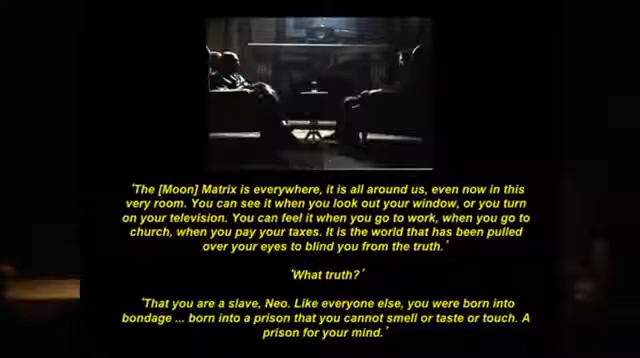 'The [Moon] Matrix is everywhere, it is all around us, even now in this
very room. You can see it when you look out your window, or you turn
on your television. You can feel it when you go to work, when you go to
church, when you pay your taxes. It is the world that has been pulled
over your eyes to blind you from the truth.'
'What truth?'
'That you are a slave, Neo. Like everyone else, you were born into
bondage ... born into a prison that you cannot smell or taste or touch. A
prison for your mind.'